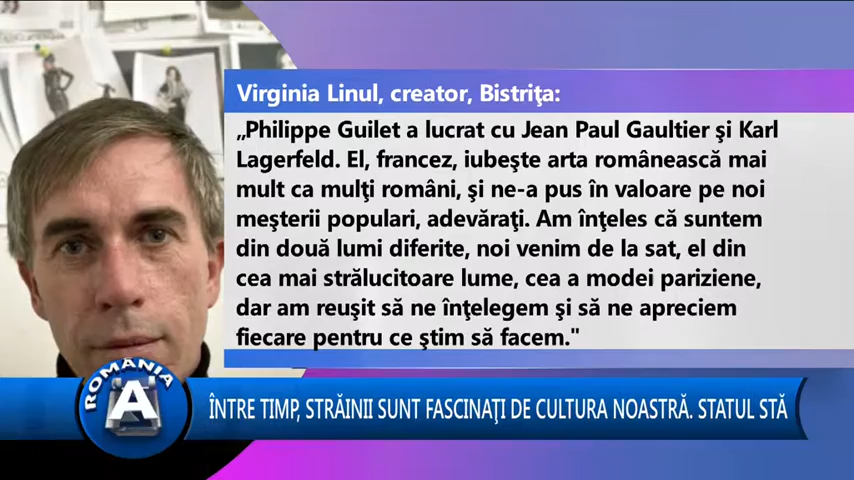 Virginia Linul, creator, Bistriţa:
„Philippe Guilet a lucrat cu Jean Paul Gaultier şi Karl
Lagerfeld. El, francez, iubeşte arta românească mai
mult ca mulţi români, şi ne-a pus în valoare pe noi
meşterii populari, adevăraţi. Am înţeles că suntem
din două lumi diferite, noi venim de la sat, el din
cea mai strălucitoare lume, cea a modei pariziene,
dar am reuşit să ne înţelegem şi să ne apreciem
fiecare pentru ce ştim să facem."
ROMÂNIA
A
ÎNTRE TIMP, STRĂINII SUNT FASCINAŢI DE CULTURA NOASTRĂ. STATUL STĂ